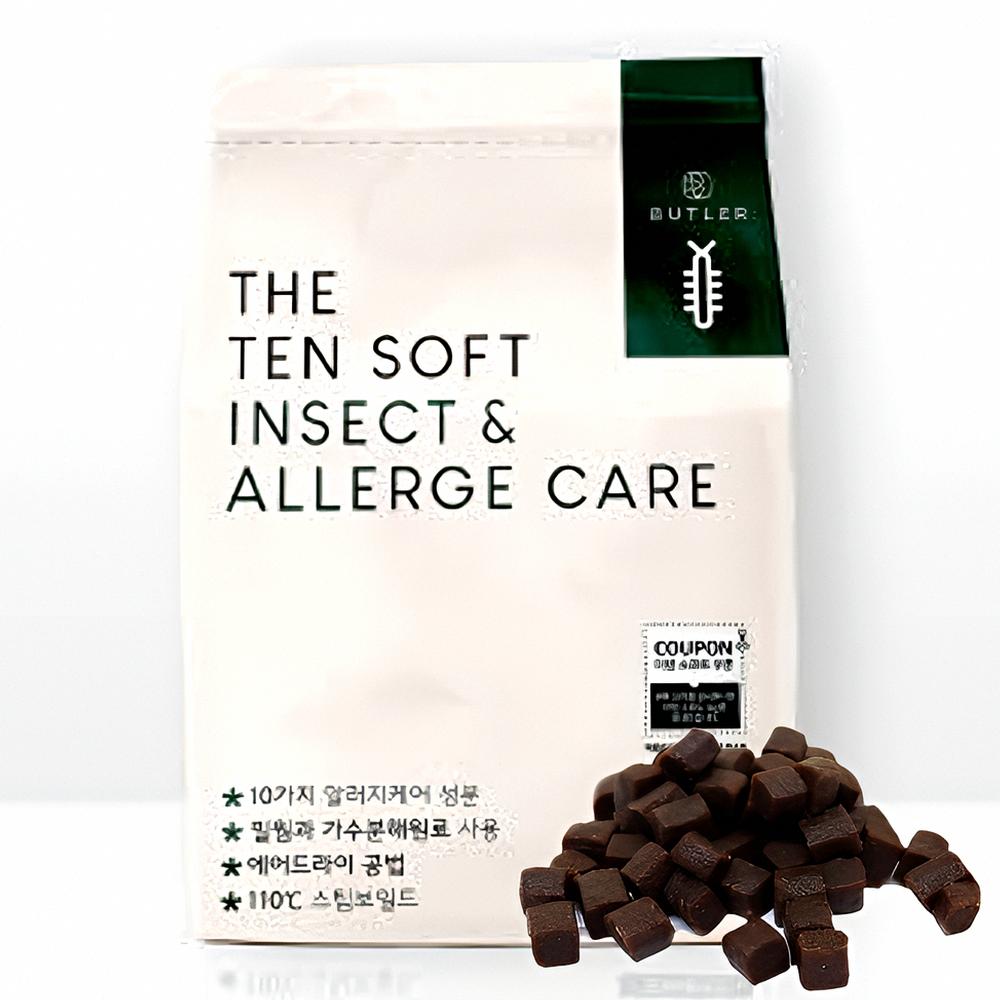 BUTLER
THE
TEN SOFT
INSECT &
ALLERGE CARE
COUPON
* 10가지 알러지케어 성분
* 밀웜과 가수분해원료 사용
* 에어드라이 공법
* 110℃ 스팀보일드